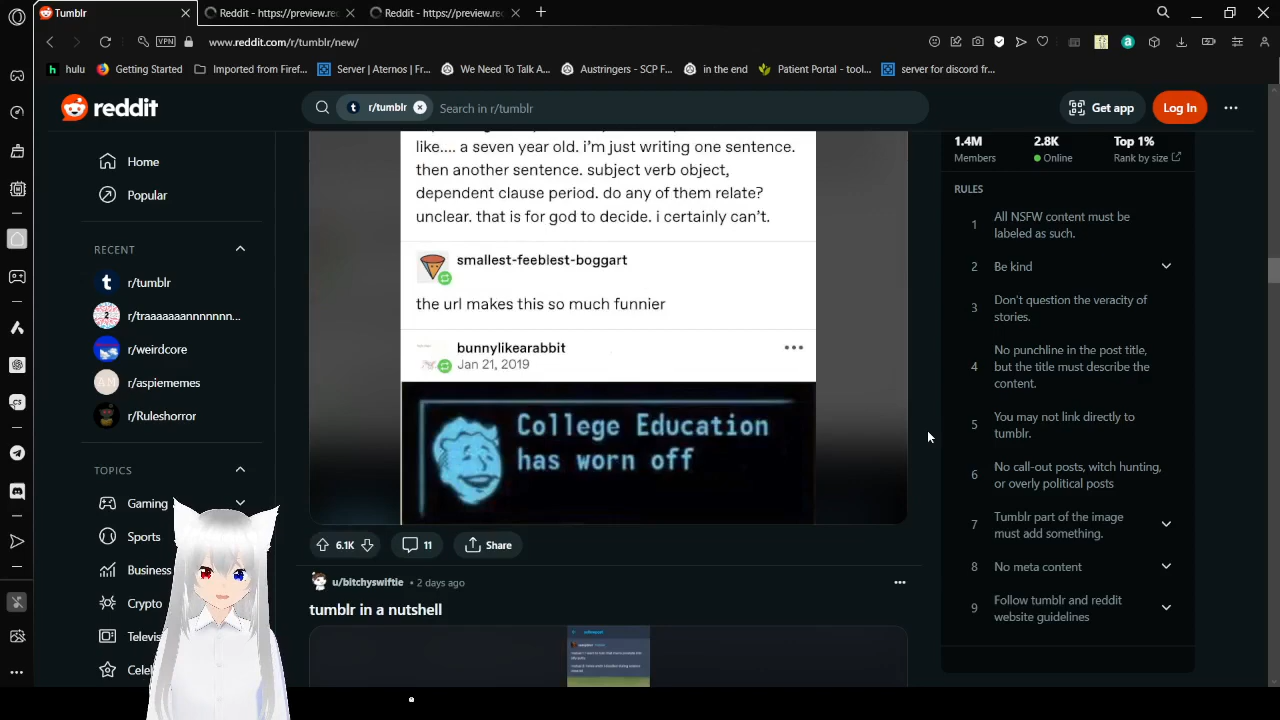 Tumblr
Reddit - https://preview.rec
Reddit - https://preview.rec
VPN
www.reddit.com/r/tumblr/new/
h hulu
Getting Started
Imported from Firef...
Server | Aternos | Fr...
We Need To Talk A...
Austringers - SCP F...
in the end
Patient Portal - tool...
server for discord fr...
reddit
r/tumblr
Search in r/tumblr
Get app
Log In
Home
Popular
RECENT
r/tumblr
r/traaaaaaannnnnn...
r/weirdcore
r/aspiememes
r/Ruleshorror
TOPICS
Gaming
Sports
Business
Crypto
Televis
Celeb
like.... a seven year old. i'm just writing one sentence.
then another sentence. subject verb object,
dependent clause period. do any of them relate?
unclear. that is for god to decide. i certainly can't.
smallest-feeblest-boggart
the url makes this so much funnier
bunnylikearabbit
Jan 21, 2019
College Education
has worn off
6.1K
11
Share
u/bitchyswiftie • 2 days ago
tumblr in a nutshell
1.4M
Members
2.8K
Online
Top 1%
Rank by size
RULES
1
All NSFW content must be
labeled as such.
2
Be kind
3
Don't question the veracity of
stories.
4
No punchline in the post title,
but the title must describe the
content.
5
You may not link directly to
tumblr.
6
No call-out posts, witch hunting,
or overly political posts
7
Tumblr part of the image
must add something.
8
No meta content
9
Follow tumblr and reddit
website guidelines